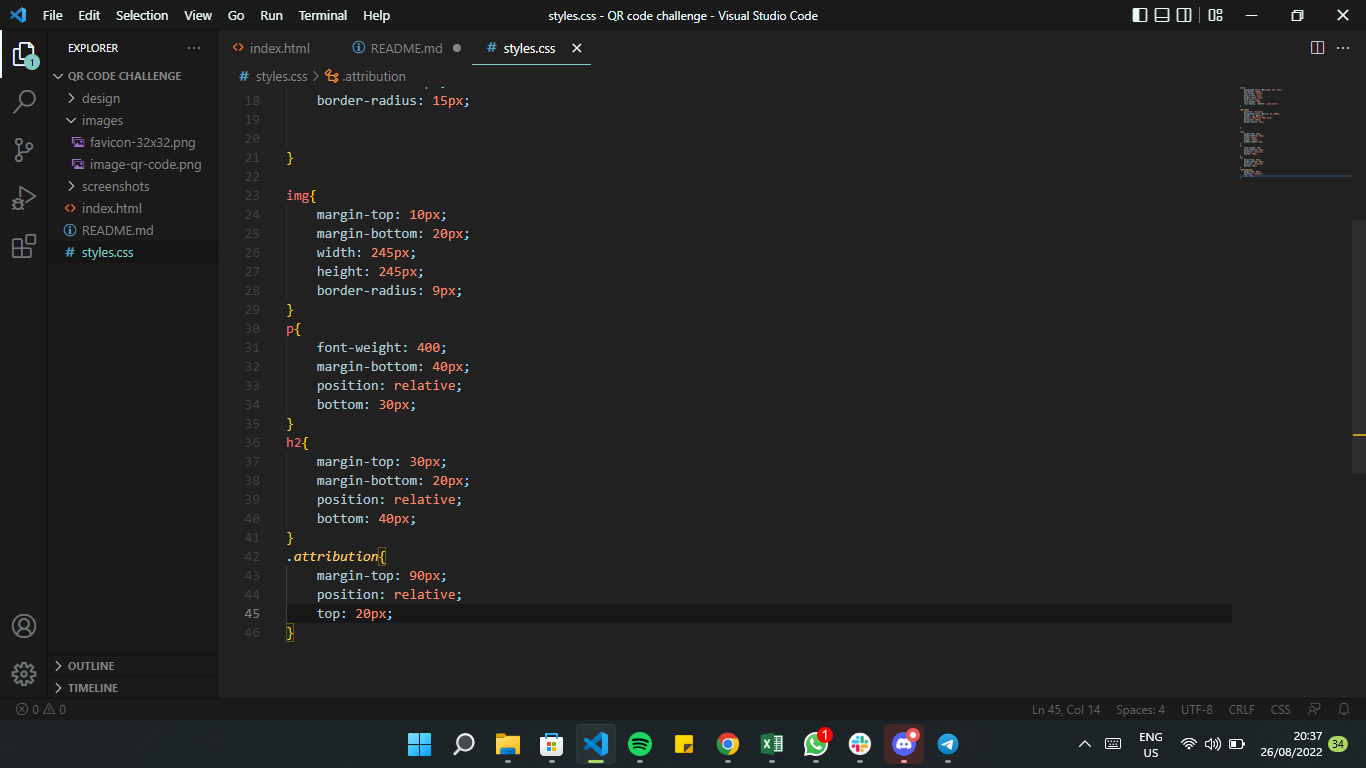 File Edit Selection View Go Run Terminal Help
styles.css - QR code challenge - Visual Studio Code
EXPLORER
index.html
README.md
# styles.css
1
QR CODE CHALLENGE
# styles.css > .attribution
design
images
favicon-32x32.png
image-qr-code.png
screenshots
index.html
README.md
# styles.css
18 border-radius: 15px;
19
20
21 }
22
23 img{
24 margin-top: 10px;
25 margin-bottom: 20px;
26 width: 245px;
27 height: 245px;
28 border-radius: 9px;
29 }
30 p{
31 font-weight: 400;
32 margin-bottom: 40px;
33 position: relative;
34 bottom: 30px;
35 }
36 h2{
37 margin-top: 30px;
38 margin-bottom: 20px;
39 position: relative;
40 bottom: 40px;
41 }
42 .attribution{
43 margin-top: 90px;
44 position: relative;
45 top: 20px;
46 }
OUTLINE
TIMELINE
0 0
Ln 45, Col 14 Spaces: 4 UTF-8 CRLF CSS
1
ENG
US
20:37
26/08/2022
34